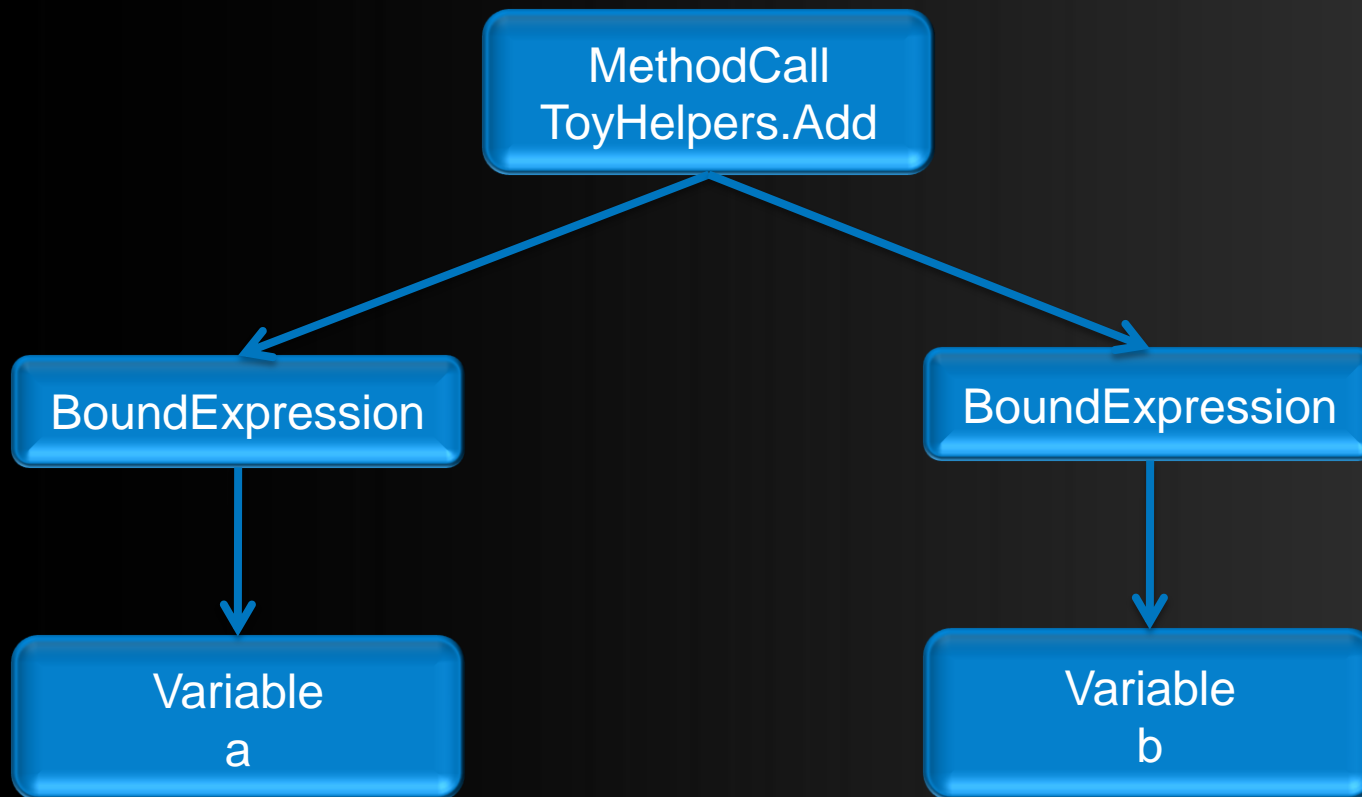 MethodCall
ToyHelpers.Add
BoundExpression
BoundExpression
Variable
a
Variable
b